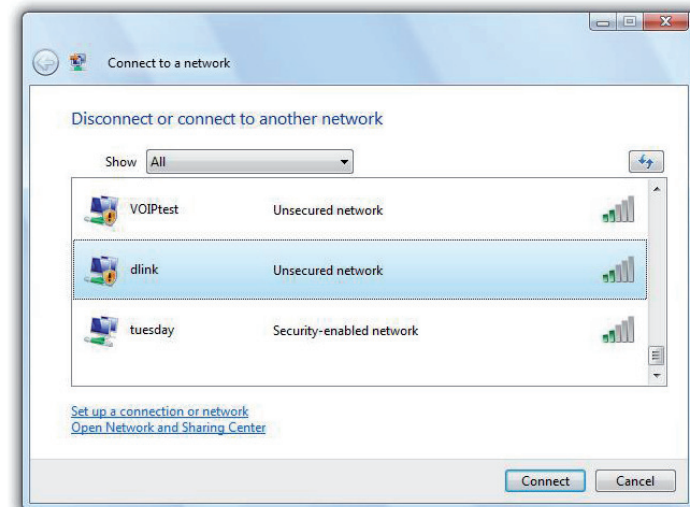 Connect to a network
Disconnect or connect to another network
Show All
VOIPtest Unsecured network
dlink Unsecured network
tuesday Security-enabled network
Set up a connection or network
Open Network and Sharing Center
Connect Cancel